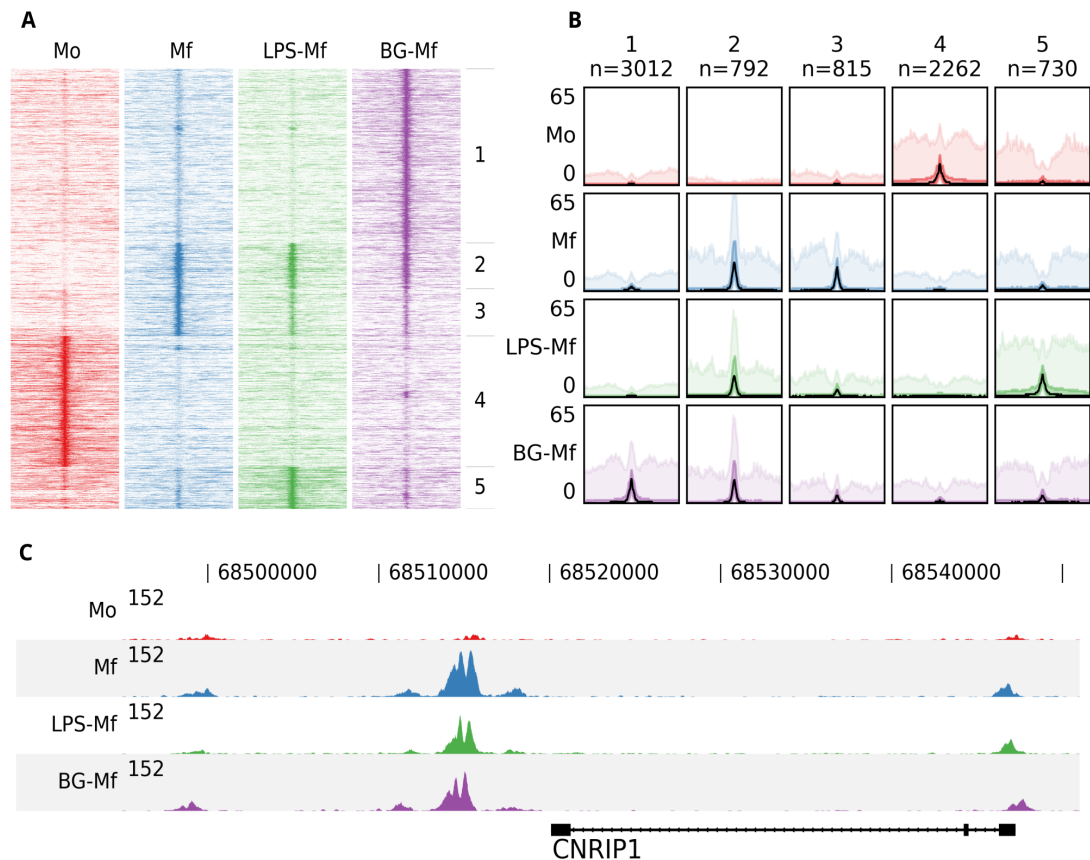 A
Mo Mf LPS-Mf BG-Mf
1
2
3
4
5
B
1 2 3 4 5
n=3012 n=792 n=815 n=2262 n=730
65
Mo
0
65
Mf
0
65
LPS-Mf
0
65
BG-Mf
0
C
| 68500000 | 68510000 | 68520000 | 68530000 | 68540000 |
Mo 152
Mf 152
LPS-Mf 152
BG-Mf 152
CNRIP1